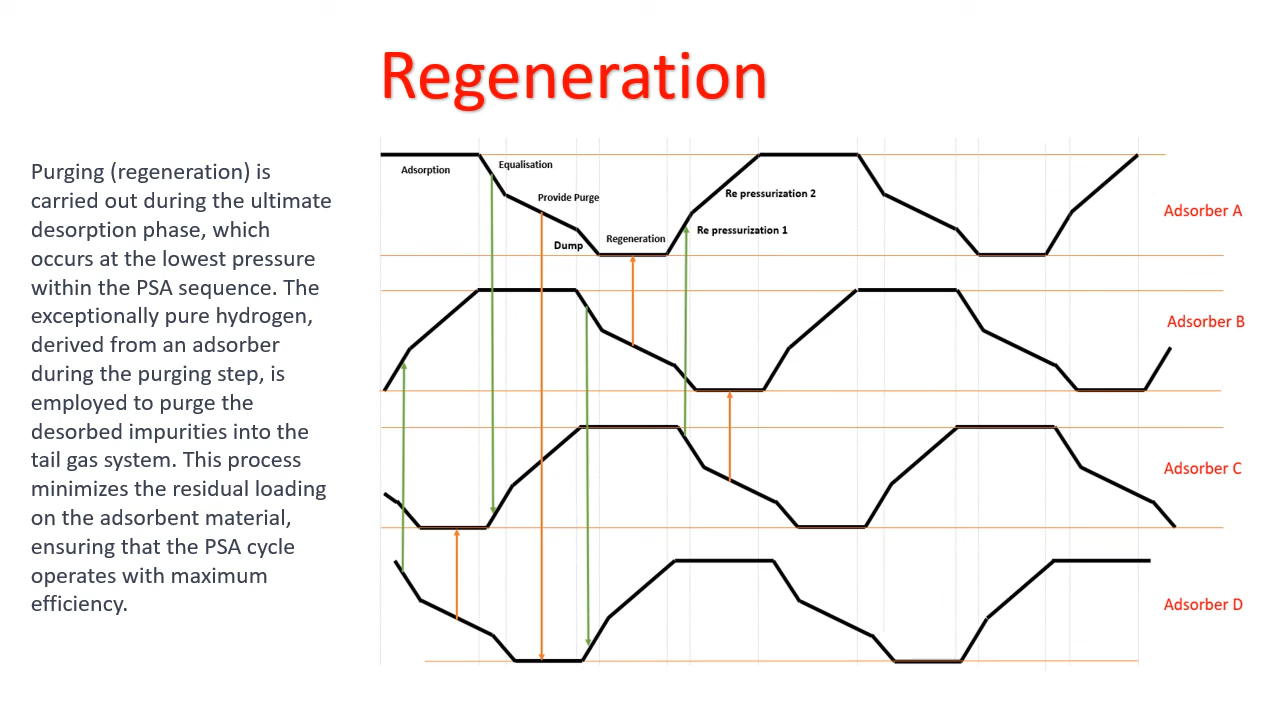 Regeneration
Purging (regeneration) is
carried out during the ultimate
desorption phase, which
occurs at the lowest pressure
within the PSA sequence. The
exceptionally pure hydrogen,
derived from an adsorber
during the purging step, is
employed to purge the
desorbed impurities into the
tail gas system. This process
minimizes the residual loading
on the adsorbent material,
ensuring that the PSA cycle
operates with maximum
efficiency.
Adsorption
Equalisation
Provide Purge
Dump
Regeneration
Re pressurization 2
Re pressurization 1
Adsorber A
Adsorber B
Adsorber C
Adsorber D